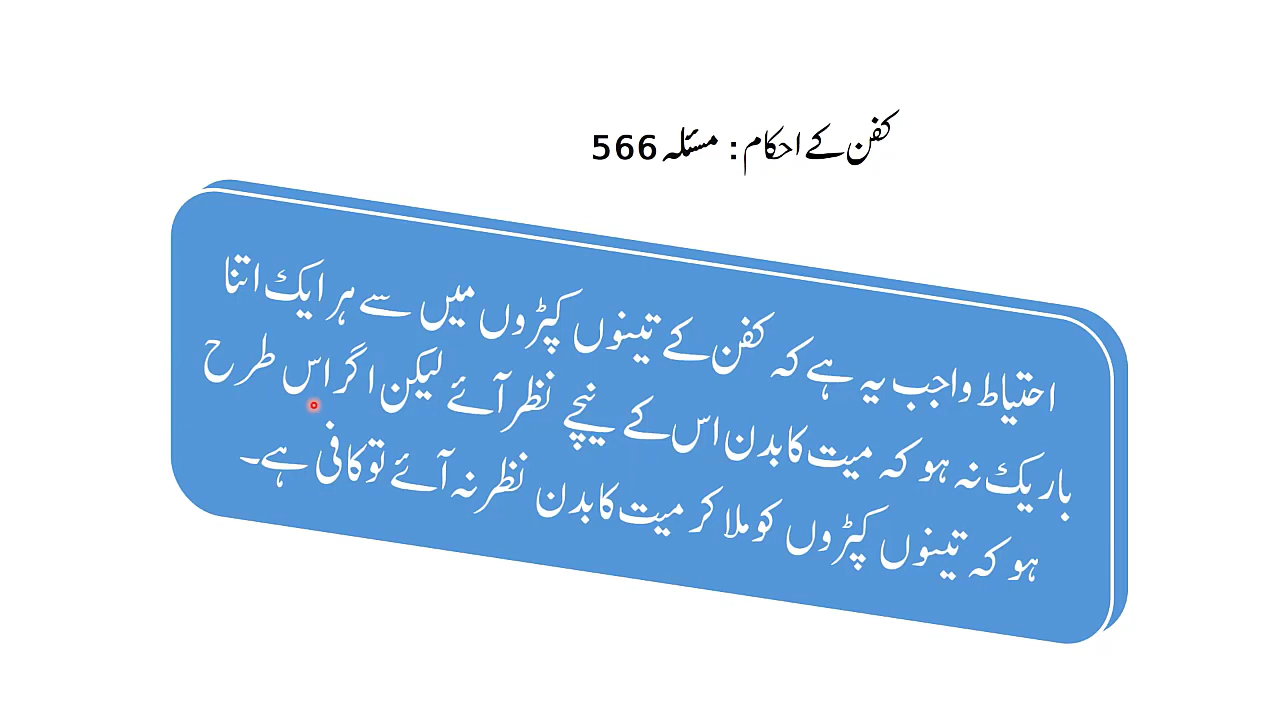 کفن کے احکام : مسئلہ 566
احتیاط واجب یہ ہے کہ کفن کے تینوں کپڑوں میں سے ہر ایک اتنا
باریک نہ ہو کہ میت کا بدن اس کے نیچے نظر آئے لیکن اگر اس طرح
ہو کہ تینوں کپڑوں کو ملا کر میت کا بدن نظر نہ آئے تو کافی ہے۔